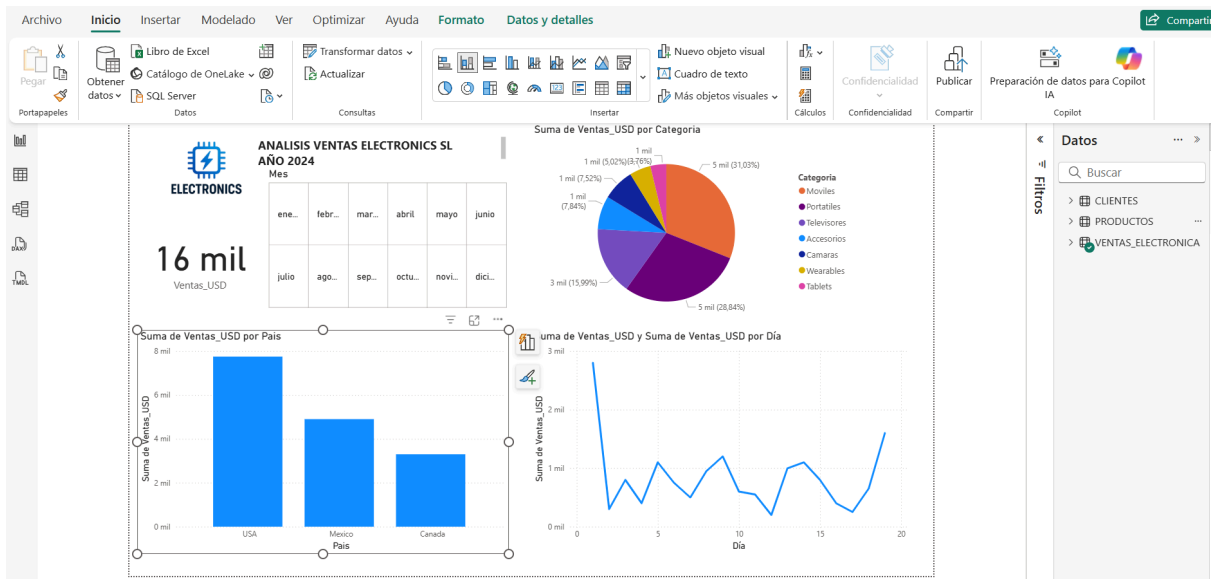 Archivo Inicio Insertar Modelado Ver Optimizar Ayuda Formato Datos y detalles Compartir
Pegar
Portapapeles
Obtener datos
Libro de Excel
Catálogo de OneLake
SQL Server
Datos
Transformar datos
Actualizar
Consultas
123
Insertar
Nuevo objeto visual
Cuadro de texto
Más objetos visuales
Cálculos
Confidencialidad
Confidencialidad
Publicar
Compartir
Preparación de datos para IA
Copilot
Copilot
DAX
TMDL
ELECTRONICS
ANALISIS VENTAS ELECTRONICS SL
AÑO 2024
Mes
ene... febr... mar... abril mayo junio
julio ago... sep... octu... novi... dici...
16 mil
Ventas_USD
Suma de Ventas_USD por Categoria
5 mil (31,03%)
5 mil (28,84%)
3 mil (15,99%)
1 mil
(7,84%)
1 mil (7,52%)
1 mil (5,02%)
1 mil
(3,76%)
Categoria
Moviles
Portatiles
Televisores
Accesorios
Camaras
Wearables
Tablets
Suma de Ventas_USD por Pais
Suma de Ventas_USD
8 mil
6 mil
4 mil
2 mil
0 mil
USA Mexico Canada
Pais
uma de Ventas_USD y Suma de Ventas_USD por Día
Suma de Ventas_USD
3 mil
2 mil
1 mil
0 mil
0 5 10 15 20
Día
Filtros
Datos
Buscar
CLIENTES
PRODUCTOS
VENTAS_ELECTRONICA